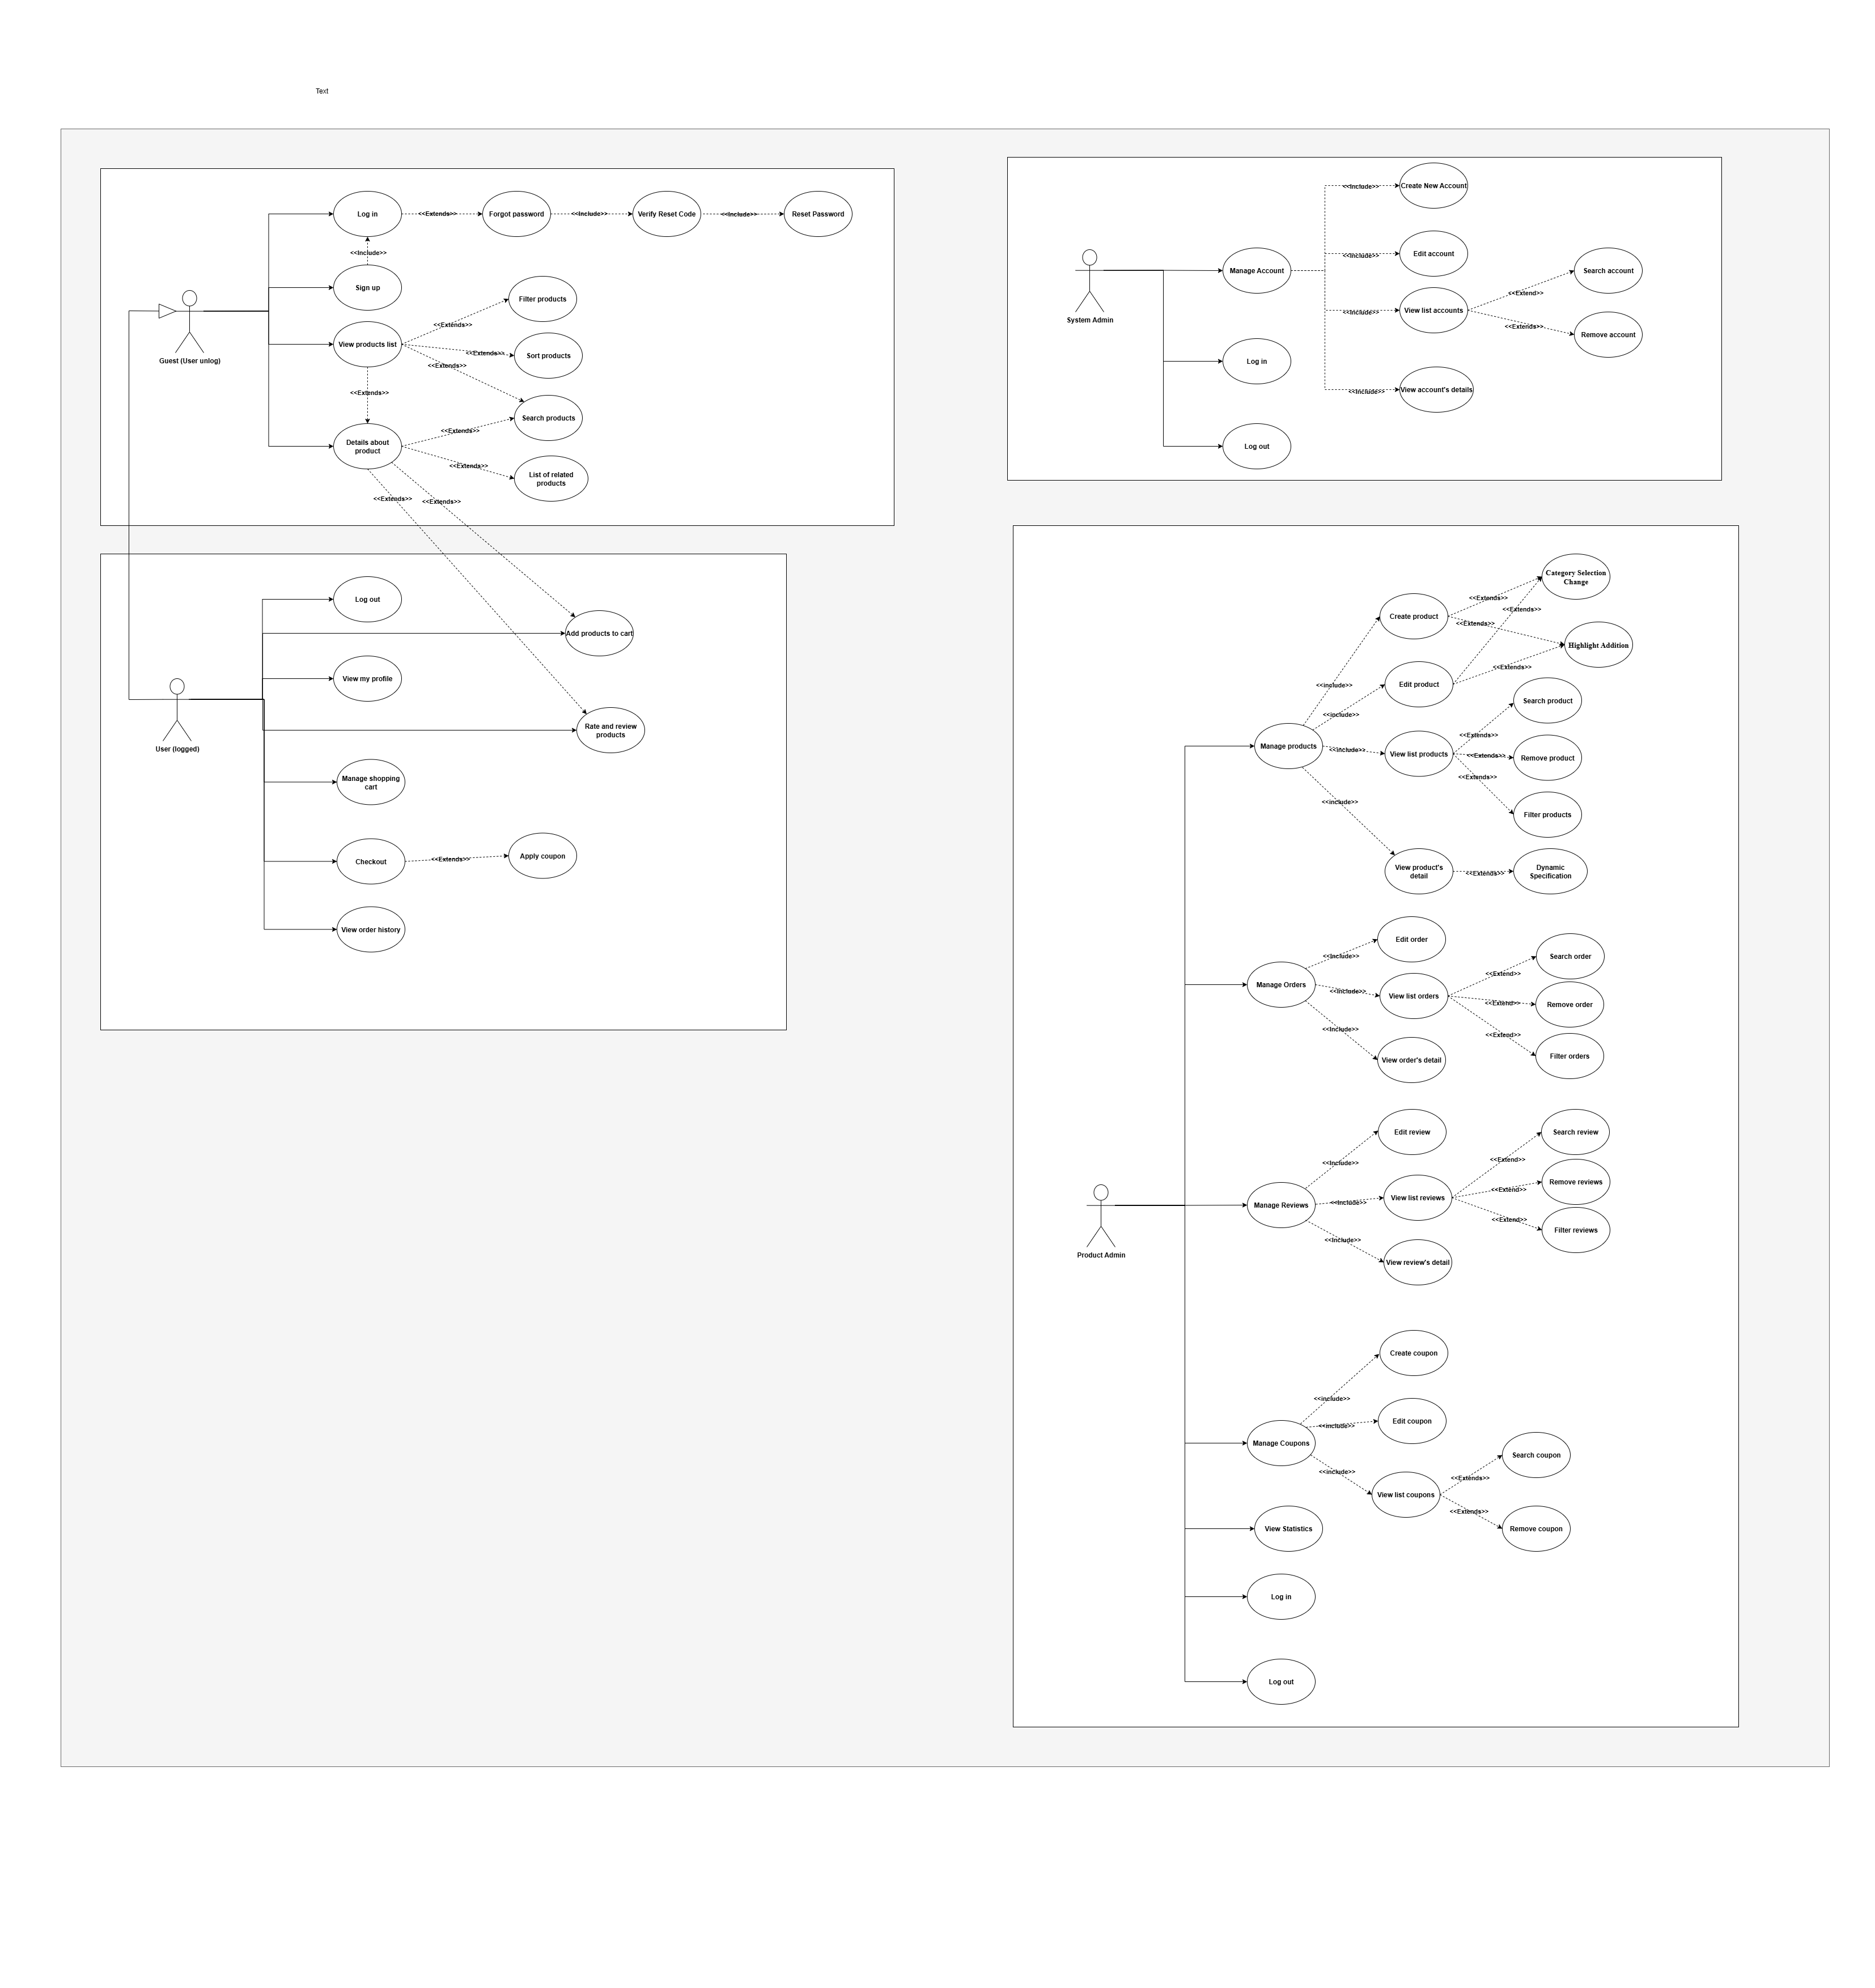 Text
Log in
<<Extends>>
Forgot password
<<Include>>
Verify Reset Code
<<Include>>
Reset Password
<<Include>>
Sign up
Filter products
<<Extends>>
View products list
<<Extends>>
Sort products
<<Extends>>
Guest (User unlog)
<<Extends>>
Search products
<<Extends>>
Details about
product
<<Extends>>
List of related
products
<<Extends>>
<<Extends>>
Log out
Add products to cart
View my profile
Rate and review
products
User (logged)
Manage shopping
cart
Checkout
<<Extends>>
Apply coupon
View order history
<<Include>>
Create New Account
<<Include>>
Edit account
Manage Account
Search account
<<Extend>>
System Admin
<<Include>>
View list accounts
<<Extends>>
Remove account
Log in
<<Include>>
View account's details
Log out
Category Selection
Change
<<Extends>>
<<Extends>>
Create product
<<Extends>>
Highlight Addition
<<Extends>>
<<include>>
Edit product
Search product
<<include>>
<<Extends>>
Manage products
<<include>>
View list products
<<Extends>>
Remove product
<<Extends>>
<<include>>
Filter products
View product's
detail
<<Extends>>
Dynamic
Specification
Edit order
<<Include>>
Search order
<<Extend>>
Manage Orders
<<Include>>
View list orders
<<Extend>>
Remove order
<<Include>>
<<Extend>>
View order's detail
Filter orders
Edit review
Search review
<<Include>>
<<Extend>>
Remove reviews
<<Extend>>
Manage Reviews
<<Include>>
View list reviews
<<Extend>>
Filter reviews
<<Include>>
Product Admin
View review's detail
Create coupon
<<include>>
<<include>>
Edit coupon
Manage Coupons
Search coupon
<<include>>
<<Extends>>
View list coupons
<<Extends>>
Remove coupon
View Statistics
Log in
Log out